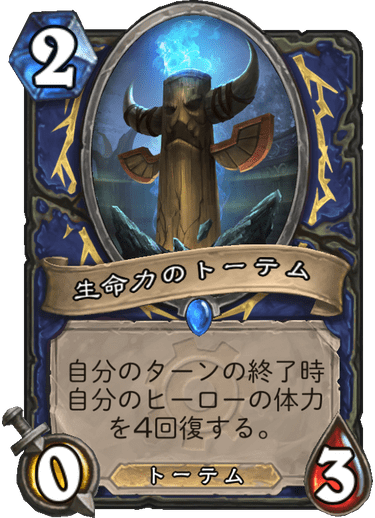 2
生命力のトーテム
自分のターンの終了時
自分のヒーローの体力
を4回復する。
トーテム
0
3